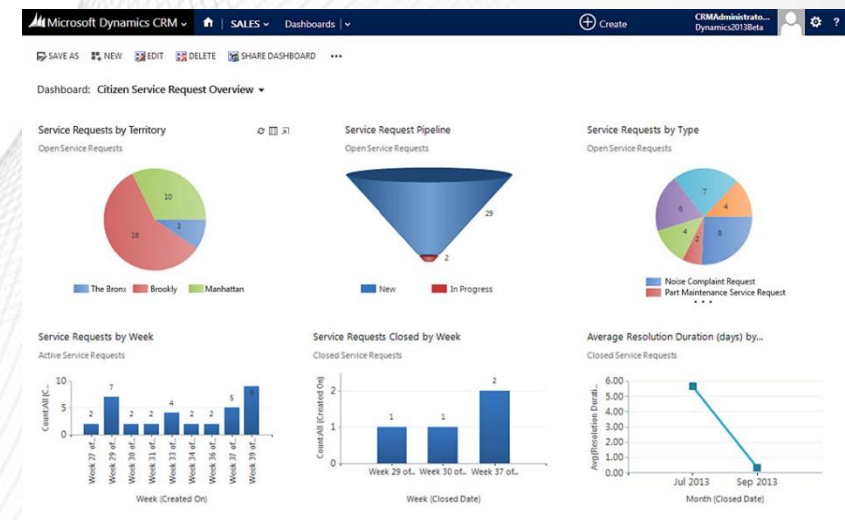 Microsoft Dynamics CRM
SALES
Dashboards
Create
CRMAdministrato...
Dynamics2013Beta
?
SAVE AS
NEW
EDIT
DELETE
SHARE DASHBOARD
•••
Dashboard: Citizen Service Request Overview
Service Requests by Territory
Open Service Requests
10
3
18
The Bronx
Brookly
Manhattan
Service Request Pipeline
Open Service Requests
29
2
New
In Progress
Service Requests by Type
Open Service Requests
7
6
4
4
2
8
Noise Complaint Request
Part Maintenance Service Request
• • •
Service Requests by Week
Active Service Requests
Count:All (C...
10
5
0
2
7
2
2
4
2
2
5
Week 27 of...
Week 29 of...
Week 30 of...
Week 31 of...
Week 33 of...
Week 34 of...
Week 36 of...
Week 37 of...
Week 39 of...
Week (Created On)
Service Requests Closed by Week
Closed Service Requests
Count:All (Created On)
2
1
0
1
1
2
Week 29 of...
Week 30 of...
Week 37 of...
Week (Closed Date)
Average Resolution Duration (days) by...
Closed Service Requests
Avg(Resolution Durati...
6.00
5.00
4.00
3.00
2.00
1.00
0.00
Jul 2013
Sep 2013
Month (Closed Date)